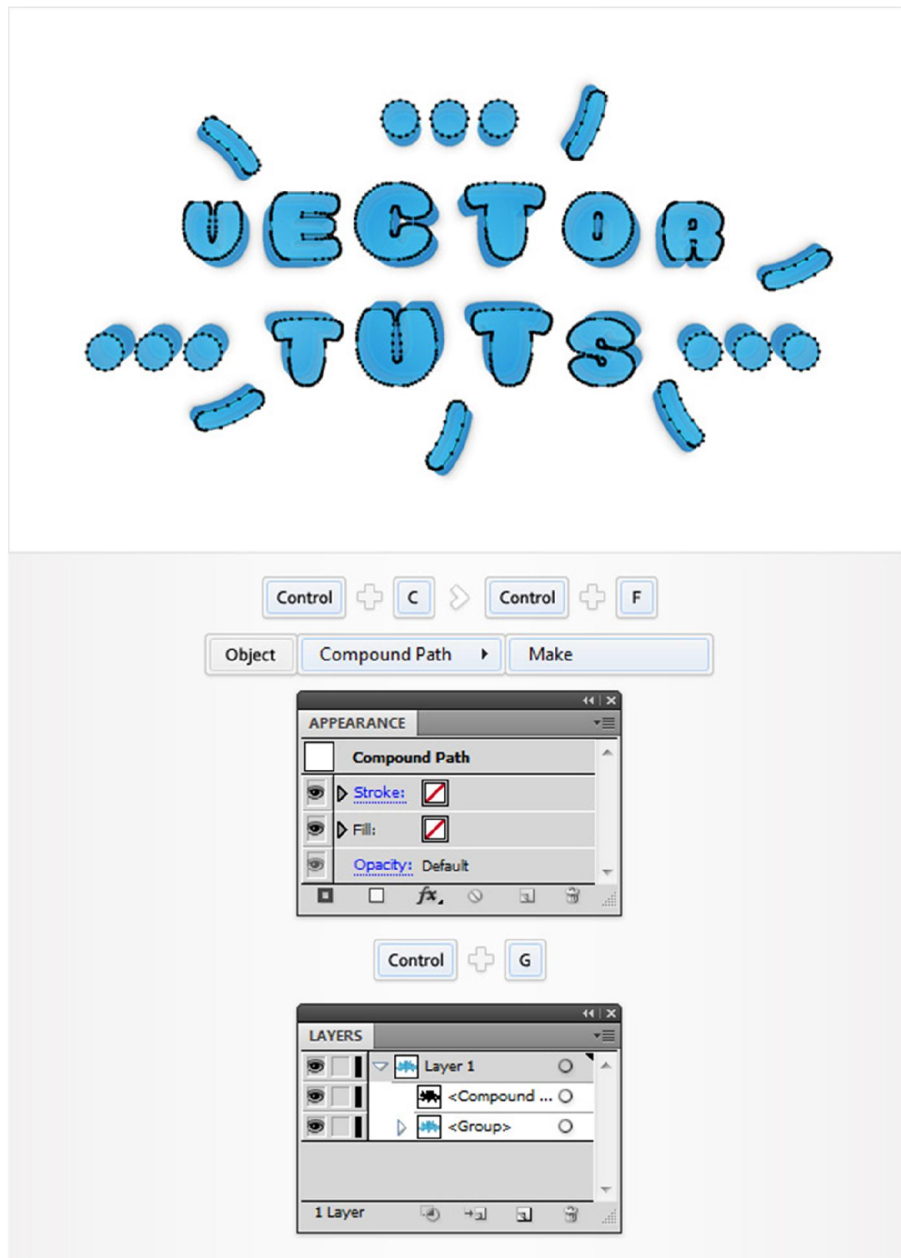 VECTOR
TUTS
Control C Control F
Object Compound Path Make
APPEARANCE
Compound Path
Stroke:
Fill:
Opacity: Default
fx
Control G
LAYERS
Layer 1
<Compound ...
<Group>
1 Layer